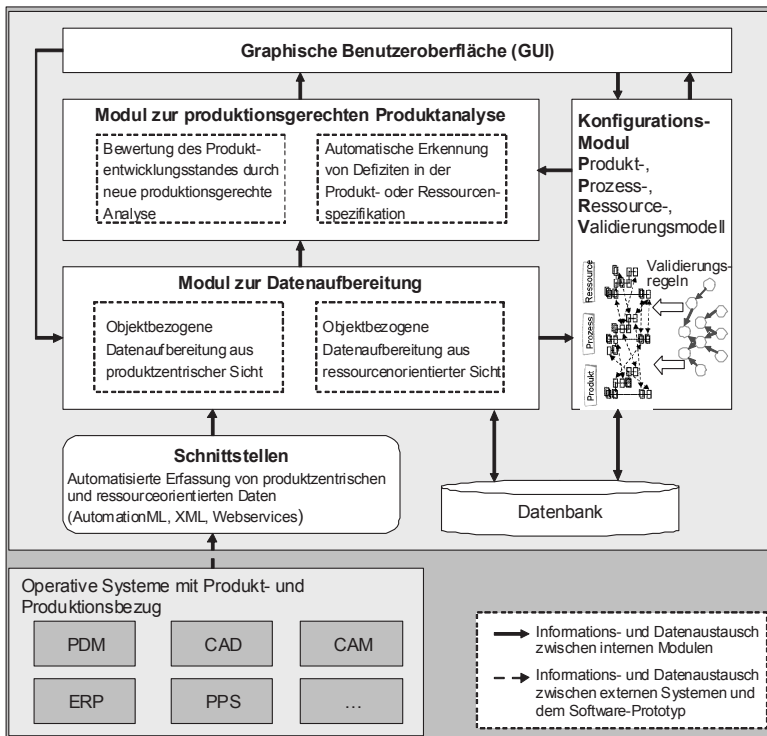 Graphische Benutzeroberfläche (GUI)
Modul zur produktionsgerechten Produktanalyse
Bewertung des Produkt-
entwicklungsstandes durch
neue produktionsgerechte
Analyse
Automatische Erkennung
von Defiziten in der
Produkt- oder Ressourcen-
spezifikation
Konfigurations-
Modul
Produkt-,
Prozess-,
Ressource-,
Validierungsmodell
Validierungs-
regeln
Ressource
Prozess
Produkt
Modul zur Datenaufbereitung
Objektbezogene
Datenaufbereitung aus
produktzentrischer Sicht
Objektbezogene
Datenaufbereitung aus
ressourcenorientierter Sicht
Schnittstellen
Automatisierte Erfassung von produktzentrischen
und ressourceorientierten Daten
(AutomationML, XML, Webservices)
Datenbank
Operative Systeme mit Produkt- und
Produktionsbezug
PDM
CAD
CAM
ERP
PPS
...
Informations- und Datenaustausch
zwischen internen Modulen
Informations- und Datenaustausch
zwischen externen Systemen und
dem Software-Prototyp